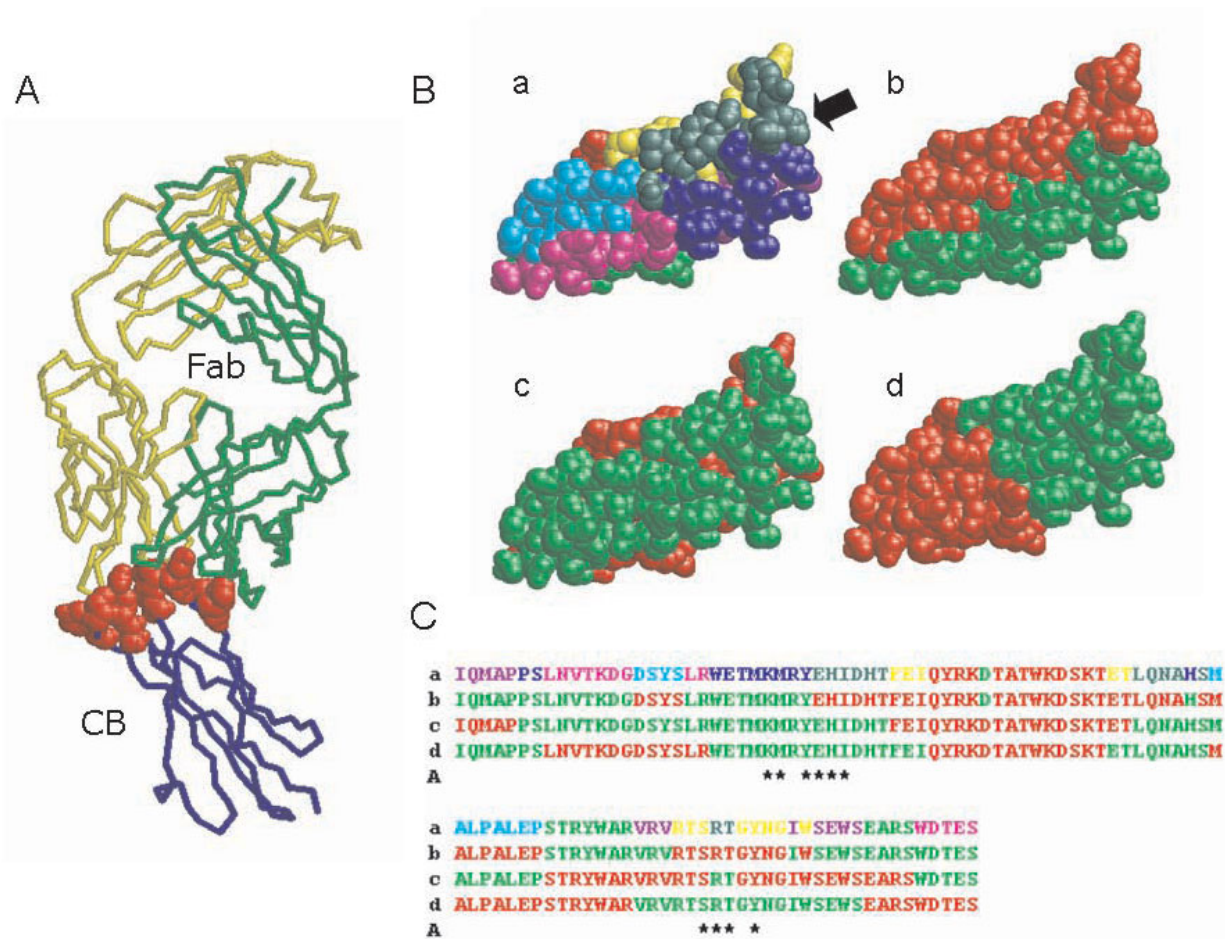 A
Fab
CB
B
a
b
c
d
C
a IQMAPPSLNVTKDGDSYSLRWETMKMRYEHIDHTFEIQYRKDTATWKDSKTETLQNAHSM
b IQMAPPSLNVTKDGDSYSLRWETMKMRYEHIDHTFEIQYRKDTATWKDSKTETLQNAHSM
c IQMAPPSLNVTKDGDSYSLRWETMKMRYEHIDHTFEIQYRKDTATWKDSKTETLQNAHSM
d IQMAPPSLNVTKDGDSYSLRWETMKMRYEHIDHTFEIQYRKDTATWKDSKTETLQNAHSM
A ** ****
a ALPALEPSTRYWARVRVRTSRTGYNGIWSEWSEARSWDTES
b ALPALEPSTRYWARVRVRTSRTGYNGIWSEWSEARSWDTES
c ALPALEPSTRYWARVRVRTSRTGYNGIWSEWSEARSWDTES
d ALPALEPSTRYWARVRVRTSRTGYNGIWSEWSEARSWDTES
A *** *